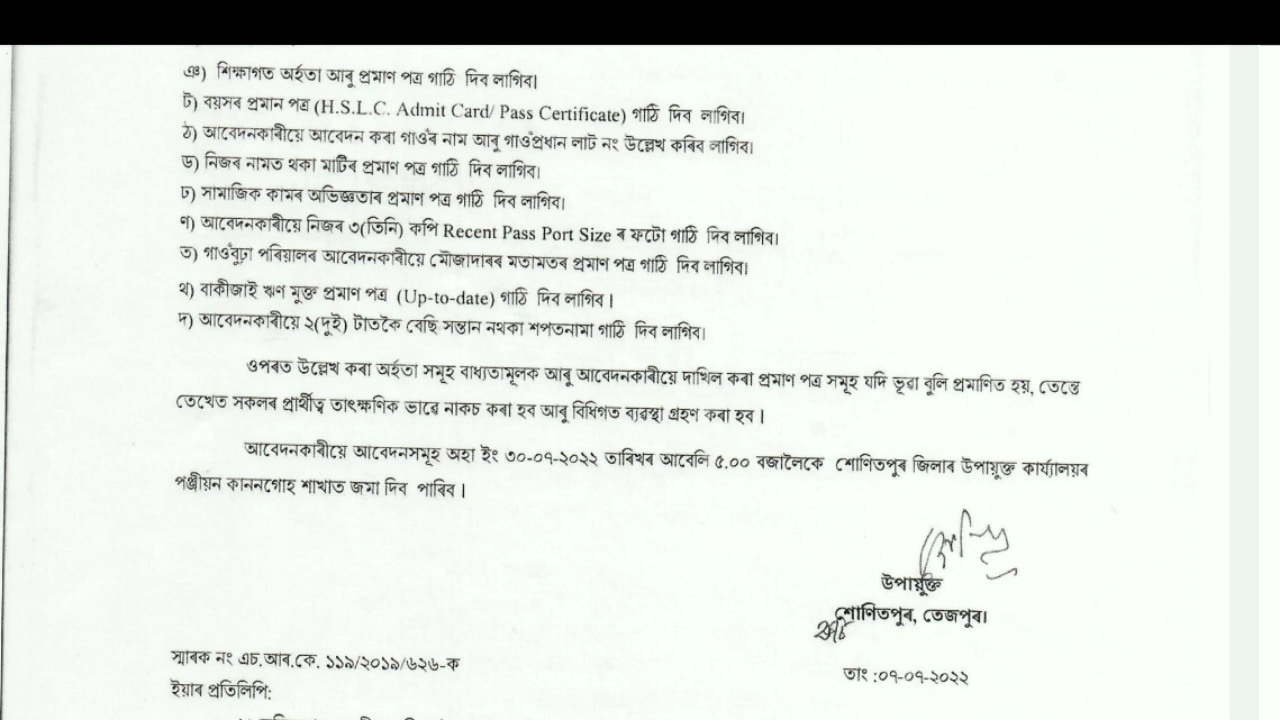 ঞ) শিক্ষাগত অৰ্হতা আৰু প্ৰমাণ পত্ৰ গাঠি দিব লাগিব।
ট) বয়সৰ প্ৰমান পত্ৰ (H.S.L.C. Admit Card/ Pass Certificate) গাঠি দিব লাগিব।
ঠ) আবেদনকাৰীয়ে আবেদন কৰা গাওঁৰ নাম আৰু গাওঁপ্ৰধান লাট নং উল্লেখ কৰিব লাগিব।
ড) নিজৰ নামত থকা মাটিৰ প্ৰমাণ পত্ৰ গাঠি দিব লাগিব।
ঢ) সামাজিক কামৰ অভিজ্ঞতাৰ প্ৰমাণ পত্ৰ গাঠি দিব লাগিব।
ণ) আবেদনকাৰীয়ে নিজৰ ৩(তিনি) কপি Recent Pass Port Size ৰ ফটো গাঠি দিব লাগিব।
ত) গাওঁবুঢ়া পৰিয়ালৰ আবেদনকাৰীয়ে মৌজাদাৰৰ মতামতৰ প্ৰমাণ পত্ৰ গাঠি দিব লাগিব।
থ) বাকীজাই ঋণ মুক্ত প্ৰমাণ পত্ৰ (Up-to-date) গাঠি দিব লাগিব ।
দ) আবেদনকাৰীয়ে ২(দুই) টাতকৈ বেছি সন্তান নথকা শপতনামা গাঠি দিব লাগিব।
ওপৰত উল্লেখ কৰা অৰ্হতা সমূহ বাধ্যতামূলক আৰু আবেদনকাৰীয়ে দাখিল কৰা প্ৰমাণ পত্ৰ সমূহ যদি ভূৱা বুলি প্ৰমাণিত হয়, তেন্তে
তেখেত সকলৰ প্ৰাৰ্থীত্ব তাৎক্ষণিক ভাৱে নাকচ কৰা হব আৰু বিধিগত ব্যৱস্থা গ্ৰহণ কৰা হব ।
আবেদনকাৰীয়ে আবেদনসমূহ অহা ইং ৩০-০৭-২০২২ তাৰিখৰ আবেলি ৫.০০ বজালৈকে শোণিতপুৰ জিলাৰ উপায়ুক্ত কাৰ্য্যালয়ৰ
পঞ্জীয়ন কাননগোহ শাখাত জমা দিব পাৰিব ।
উপায়ুক্ত
শোণিতপুৰ, তেজপুৰ।
স্মাৰক নং এচ.আৰ.কে. ১১৯/২০১৯/৬২৬-ক
তাং :০৭-০৭-২০২২
ইয়াৰ প্ৰতিলিপি: